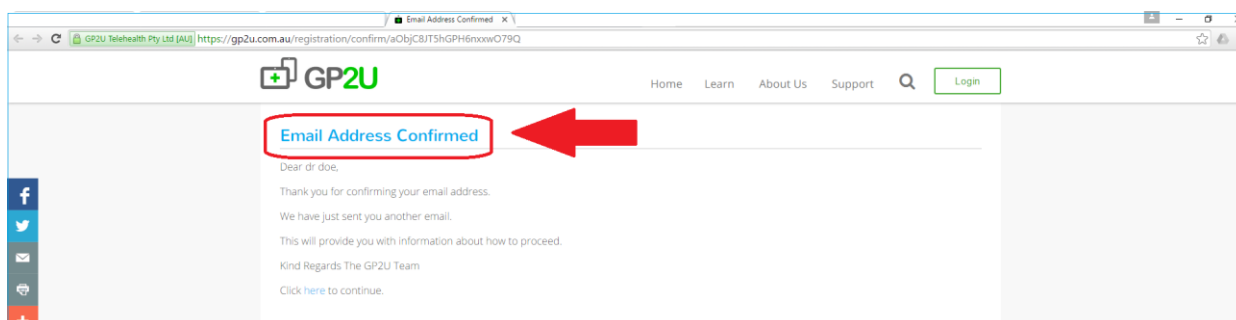 Email Address Confirmed
GP2U Telehealth Pty Ltd [AU] https://gp2u.com.au/registration/confirm/aObjC8JT5hGPH6nxxwO79Q
GP2U
Home Learn About Us Support Login
Email Address Confirmed
Dear dr doe,
Thank you for confirming your email address.
We have just sent you another email.
This will provide you with information about how to proceed.
Kind Regards The GP2U Team
Click here to continue.